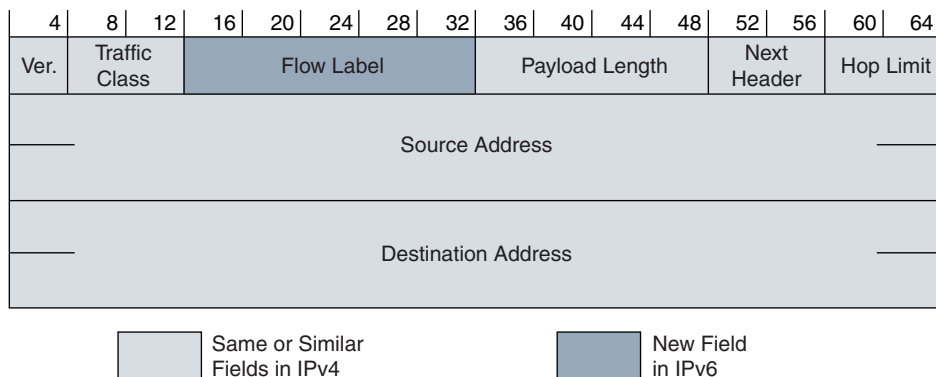 4 8 12 16 20 24 28 32 36 40 44 48 52 56 60 64
Ver. Traffic Class Flow Label Payload Length Next Header Hop Limit
Source Address
Destination Address
Same or Similar
Fields in IPv4
New Field
in IPv6